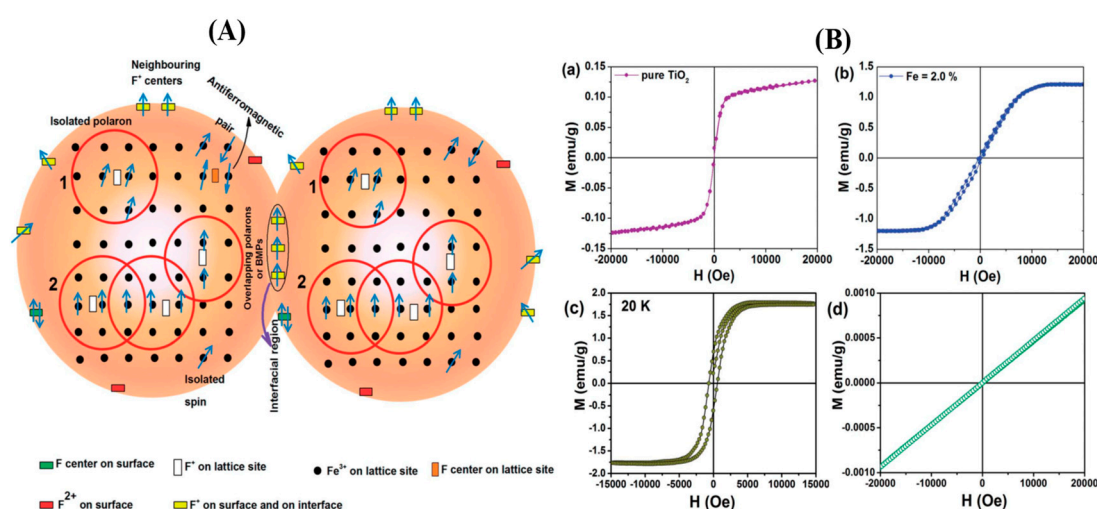 (A)
Neighbouring
F⁺ centers
Antiferromagnetic
pair
Isolated polaron
1
1
Overlapping polarons
or BMPs
2
2
Interfacial region
Isolated
spin
F center on surface
F⁺ on lattice site
Fe³⁺ on lattice site
F center on lattice site
F²⁺ on surface
F⁺ on surface and on interface
(B)
(a)
pure TiO₂
0.15
0.10
0.05
0.00
-0.05
-0.10
0.15
M (emu/g)
-20000 -10000 0 10000 20000
H (Oe)
(b)
Fe = 2.0 %
1.5
1.0
0.5
0.0
-0.5
-1.0
-1.5
M (emu/g)
-20000 -10000 0 10000 20000
H (Oe)
(c)
20 K
2.0
1.5
1.0
0.5
0.0
-0.5
-1.0
-1.5
-2.0
M (emu/g)
-15000 -10000 -5000 0 5000 10000 15000
H (Oe)
(d)
0.0010
0.0005
0.0000
-0.0005
-0.0010
M (emu/g)
-20000 -10000 0 10000 20000
H (Oe)